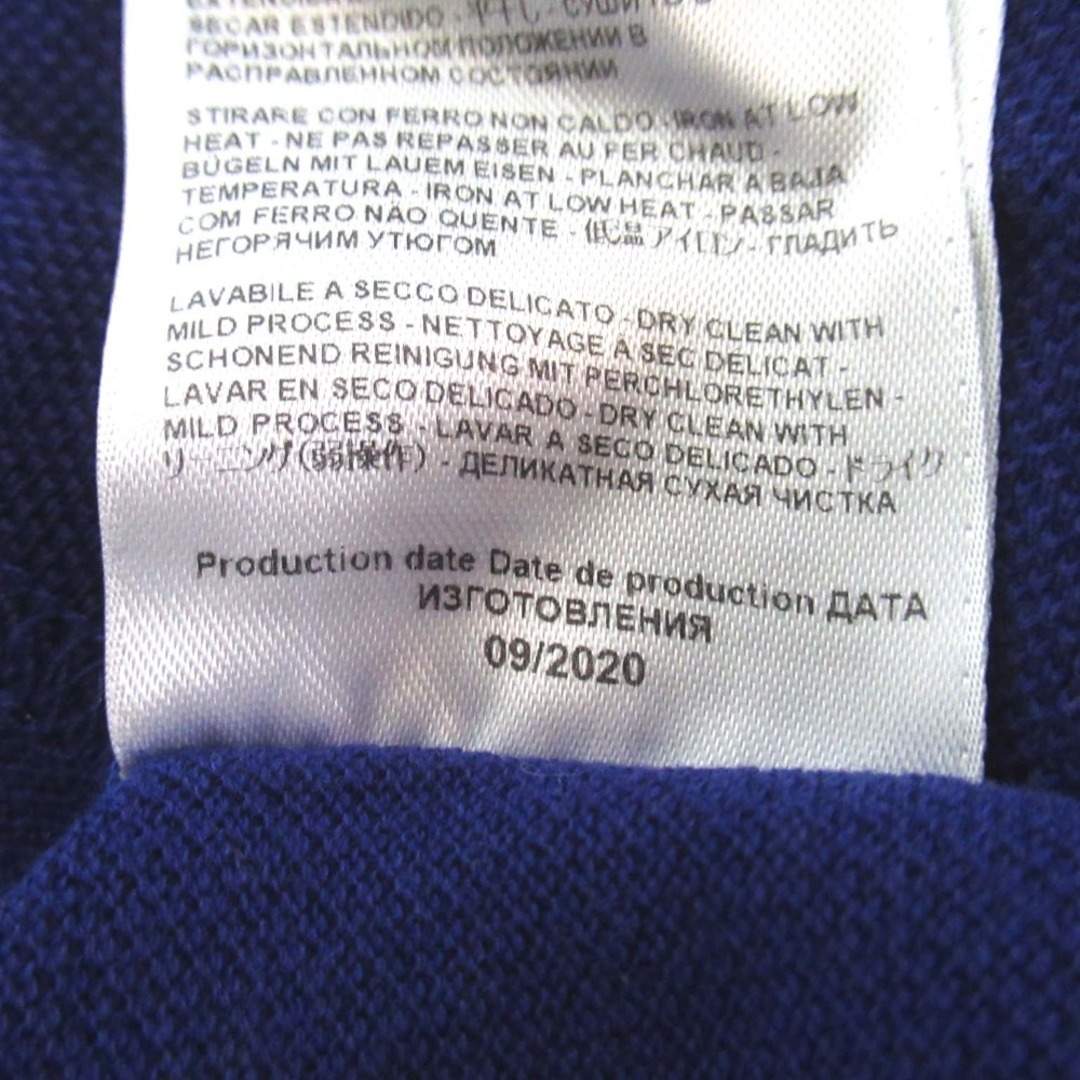 SECAR ESTENDIDO - 平干し - СУШИТЬ В
ГОРИЗОНТАЛЬНОМ ПОЛОЖЕНИИ В
РАСПРАВЛЕННОМ СОСТОЯНИИ
STIRARE CON FERRO NON CALDO - IRON AT LOW
HEAT - NE PAS REPASSER AU FER CHAUD -
BÜGELN MIT LAUEM EISEN - PLANCHAR A BAJA
TEMPERATURA - IRON AT LOW HEAT - PASSAR
COM FERRO NÃO QUENTE - 低温アイロン - ГЛАДИТЬ
НЕГОРЯЧИМ УТЮГОМ
LAVABILE A SECCO DELICATO - DRY CLEAN WITH
MILD PROCESS - NETTOYAGE A SEC DELICAT -
SCHONEND REINIGUNG MIT PERCHLORETHYLEN -
LAVAR EN SECO DELICADO - DRY CLEAN WITH
MILD PROCESS - LAVAR A SECO DELICADO - ドライク
リーニング(弱操作) - ДЕЛИКАТНАЯ СУХАЯ ЧИСТКА
Production date Date de production ДАТА
ИЗГОТОВЛЕНИЯ
09/2020